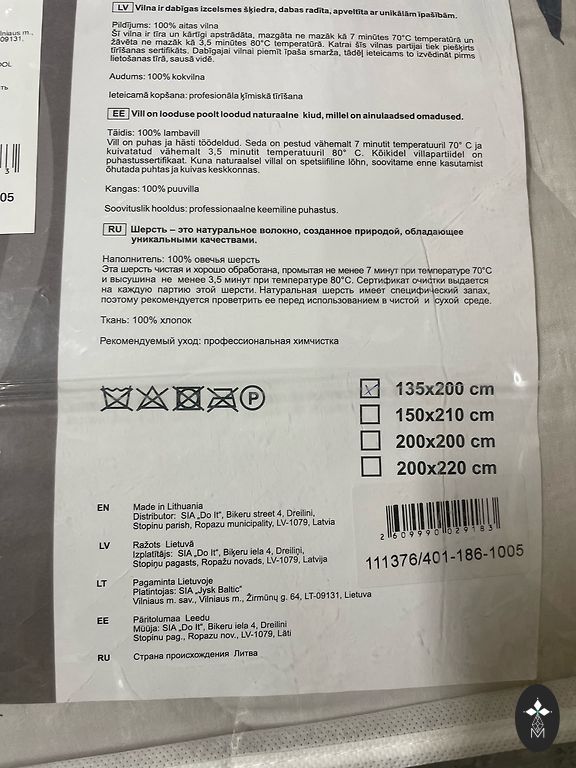 LV Vilna ir dabīgas izcelsmes šķiedra, dabas radīta, apveltīta ar unikālām īpašībām.
Pildījums: 100% aitas vilna
Šī vilna ir tīra un kārtīgi apstrādāta, mazgāta ne mazāk kā 7 minūtes 70°C temperatūrā un
žāvēta ne mazāk kā 3,5 minūtes 80°C temperatūrā. Katrai šīs vilnas partijai tiek piešķirts
tīrīšanas sertifikāts. Dabīgajai vilnai piemīt īpaša smarža, tādēļ ieteicams to izvēdināt pirms
lietošanas tīrā, sausā vidē.
Audums: 100% kokvilna
Ieteicamā kopšana: profesionāla ķīmiskā tīrīšana
EE Vill on looduse poolt loodud naturaalne kiud, millel on ainulaadsed omadused.
Täidis: 100% lambavill
Vill on puhas ja hästi töödeldud. Seda on pestud vähemalt 7 minutit temperatuuril 70° C ja
kuivatatud vähemalt 3,5 minutit temperatuuril 80° C. Kõikidel villapartiidel on
puhastussertifikaat. Kuna naturaalsel villal on spetsiifiline lõhn, soovitame enne kasutamist
õhutada puhtas ja kuivas keskkonnas.
Kangas: 100% puuvilla
Soovituslik hooldus: professionaalne keemiline puhastus.
RU Шерсть – это натуральное волокно, созданное природой, обладающее
уникальными качествами.
Наполнитель: 100% овечья шерсть
Эта шерсть чистая и хорошо обработана, промытая не менее 7 минут при температуре 70°C
и высушина не менее 3,5 минут при температуре 80°C. Сертификат очистки выдается
на каждую партию этой шерсти. Натуральная шерсть имеет специфический запах,
поэтому рекомендуется проветрить ее перед использованием в чистой и сухой среде.
Ткань: 100% хлопок
Рекомендуемый уход: профессиональная химчистка
P
135x200 cm
150x210 cm
200x200 cm
200x220 cm
2 609990 029183
111376/401-186-1005
EN Made in Lithuania
Distributor: SIA „Do It”, Bikeru street 4, Dreilini,
Stopinu parish, Ropazu municipality, LV-1079, Latvia
LV Ražots Lietuvā
Izplatītājs: SIA „Do It”, Biķeru iela 4, Dreiliņi,
Stopiņu pagasts, Ropažu novads, LV-1079, Latvija
LT Pagaminta Lietuvoje
Platintojas: SIA „Jysk Baltic”
Vilniaus m. sav., Vilniaus m., Žirmūnų g. 64, LT-09131, Lietuva
EE Päritolumaa Leedu
Müüja: SIA „Do It”, Bikeru iela 4, Dreilini
Stopinu pag., Ropazu nov., LV-1079, Läti
RU Страна происхождения Литва